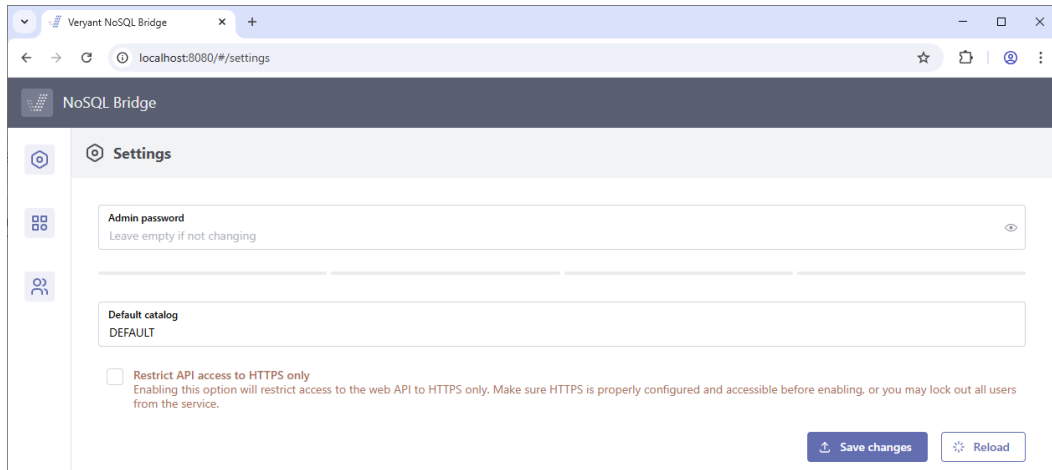 Veryant NoSQL Bridge
localhost:8080/#/settings
NoSQL Bridge
Settings
Admin password
Leave empty if not changing
Default catalog
DEFAULT
Restrict API access to HTTPS only
Enabling this option will restrict access to the web API to HTTPS only. Make sure HTTPS is properly configured and accessible before enabling, or you may lock out all users
from the service.
Save changes
Reload